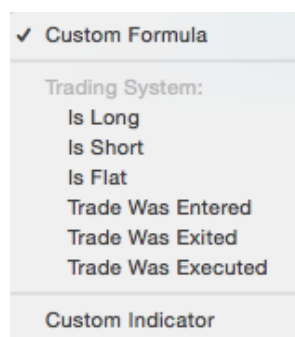 ✓ Custom Formula
Trading System:
Is Long
Is Short
Is Flat
Trade Was Entered
Trade Was Exited
Trade Was Executed
Custom Indicator